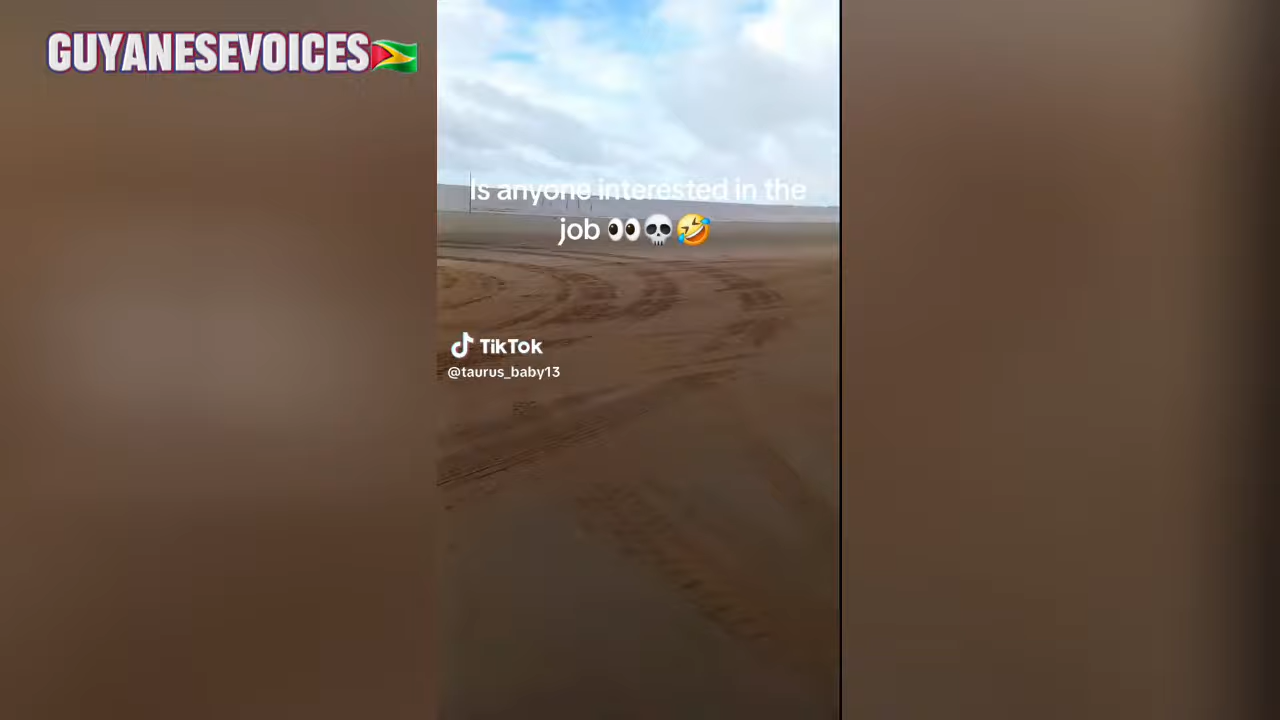 GUYANESEVOICES🇬🇾
Is anyone interested in the
job 👀💀🤣
TikTok
@taurus_baby13